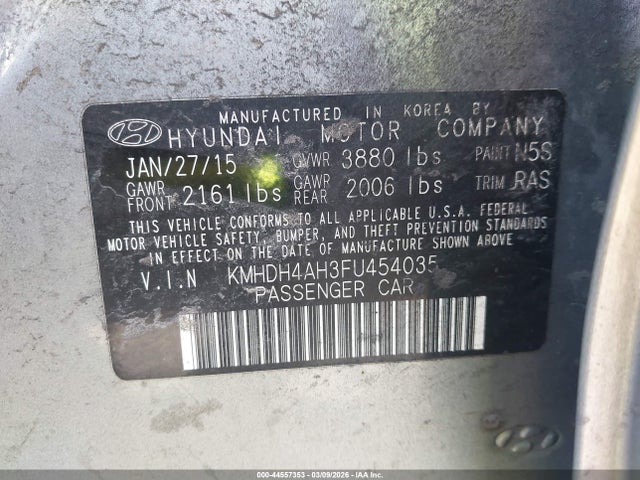 MANUFACTURED IN KOREA BY
HYUNDAI MOTOR COMPANY
JAN/27/15 GVWR 3880 lbs PAINT N5S
GAWR FRONT 2161 lbs GAWR REAR 2006 lbs TRIM RAS
THIS VEHICLE CONFORMS TO ALL APPLICABLE U.S.A. FEDERAL
MOTOR VEHICLE SAFETY, BUMPER, AND THEFT PREVENTION STANDARDS
IN EFFECT ON THE DATE OF MANUFACTURE SHOWN ABOVE.
V.I.N KMHDH4AH3FU454035
PASSENGER CAR
000-44557353 | 03/09/2026 | IAA Inc.